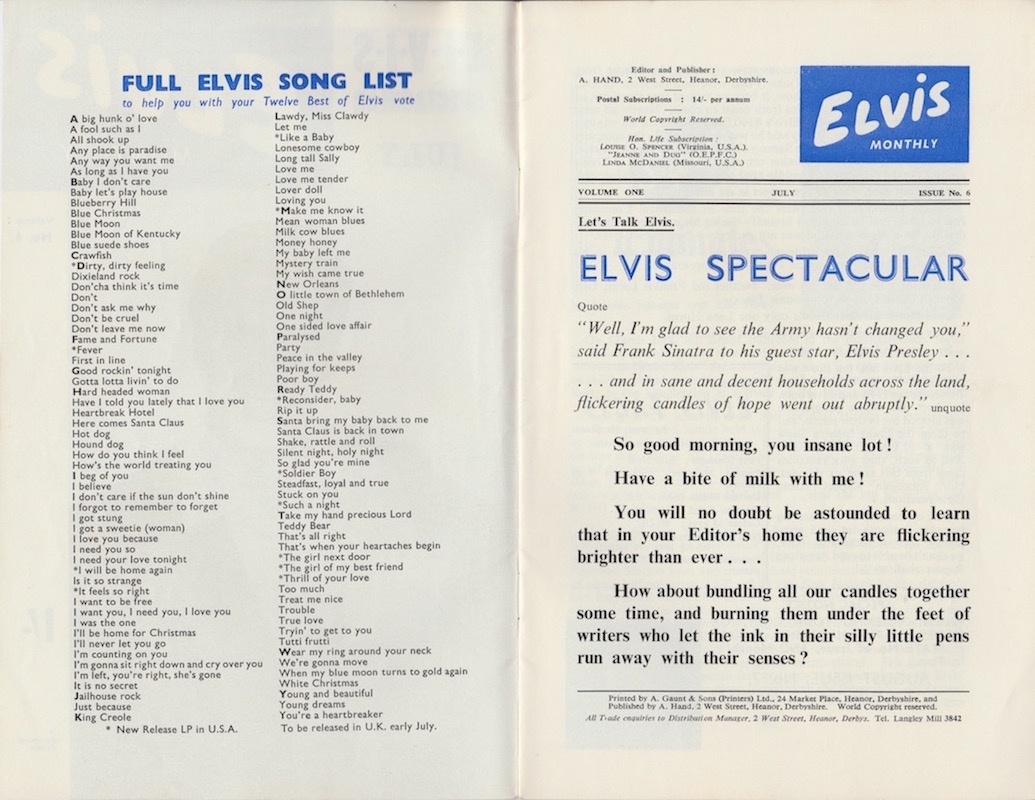 FULL ELVIS SONG LIST
to help you with your Twelve Best of Elvis vote
A big hunk o' love
A fool such as I
All shook up
Any place is paradise
Any way you want me
As long as I have you
Baby I don't care
Baby let's play house
Blueberry Hill
Blue Christmas
Blue Moon
Blue Moon of Kentucky
Blue suede shoes
Crawfish
*Dirty, dirty feeling
Dixieland rock
Don'cha think it's time
Don't
Don't ask me why
Don't be cruel
Don't leave me now
Fame and Fortune
*Fever
First in line
Good rockin' tonight
Gotta lotta livin' to do
Hard headed woman
Have I told you lately that I love you
Heartbreak Hotel
Here comes Santa Claus
Hot dog
Hound dog
How do you think I feel
How's the world treating you
I beg of you
I believe
I don't care if the sun don't shine
I forgot to remember to forget
I got stung
I got a sweetie (woman)
I love you because
I need you so
I need your love tonight
*I will be home again
Is it so strange
*It feels so right
I want to be free
I want you, I need you, I love you
I was the one
I'll be home for Christmas
I'll never let you go
I'm counting on you
I'm gonna sit right down and cry over you
I'm left, you're right, she's gone
It is no secret
Jailhouse rock
Just because
King Creole
Lawdy, Miss Clawdy
Let me
*Like a Baby
Lonesome cowboy
Long tall Sally
Love me
Love me tender
Lover doll
Loving you
*Make me know it
Mean woman blues
Milk cow blues
Money honey
My baby left me
Mystery train
My wish came true
New Orleans
O little town of Bethlehem
Old Shep
One night
One sided love affair
Paralysed
Party
Peace in the valley
Playing for keeps
Poor boy
Ready Teddy
*Reconsider, baby
Rip it up
Santa bring my baby back to me
Santa Claus is back in town
Shake, rattle and roll
Silent night, holy night
So glad you're mine
*Soldier Boy
Steadfast, loyal and true
Stuck on you
*Such a night
Take my hand precious Lord
Teddy Bear
That's all right
That's when your heartaches begin
*The girl next door
*The girl of my best friend
*Thrill of your love
Too much
Treat me nice
Trouble
True love
Tryin' to get to you
Tutti frutti
Wear my ring around your neck
We're gonna move
When my blue moon turns to gold again
White Christmas
Young and beautiful
Young dreams
You're a heartbreaker
* New Release LP in U.S.A. To be released in U.K. early July.
Editor and Publisher :
A. HAND, 2 West Street, Heanor, Derbyshire.
Postal Subscriptions : 14/- per annum
World Copyright Reserved.
Hon. Life Subscription :
LOUISE O. SPENCER (Virginia, U.S.A.).
"JEANNE AND DUG" (O.E.P.F.C.)
LINDA MCDANIEL (Missouri, U.S.A.)
ELVIS
MONTHLY
VOLUME ONE JULY ISSUE No. 6
Let's Talk Elvis.
ELVIS SPECTACULAR
Quote
"Well, I'm glad to see the Army hasn't changed you,"
said Frank Sinatra to his guest star, Elvis Presley . . .
. . . and in sane and decent households across the land,
flickering candles of hope went out abruptly." unquote
So good morning, you insane lot !
Have a bite of milk with me !
You will no doubt be astounded to learn
that in your Editor's home they are flickering
brighter than ever . . .
How about bundling all our candles together
some time, and burning them under the feet of
writers who let the ink in their silly little pens
run away with their senses ?
Printed by A. Gaunt & Sons (Printers) Ltd., 24 Market Place, Heanor, Derbyshire, and
Published by A. Hand, 2 West Street, Heanor, Derbyshire. World Copyright reserved.
All Trade enquiries to Distribution Manager, 2 West Street, Heanor, Derbys. Tel. Langley Mill 3842